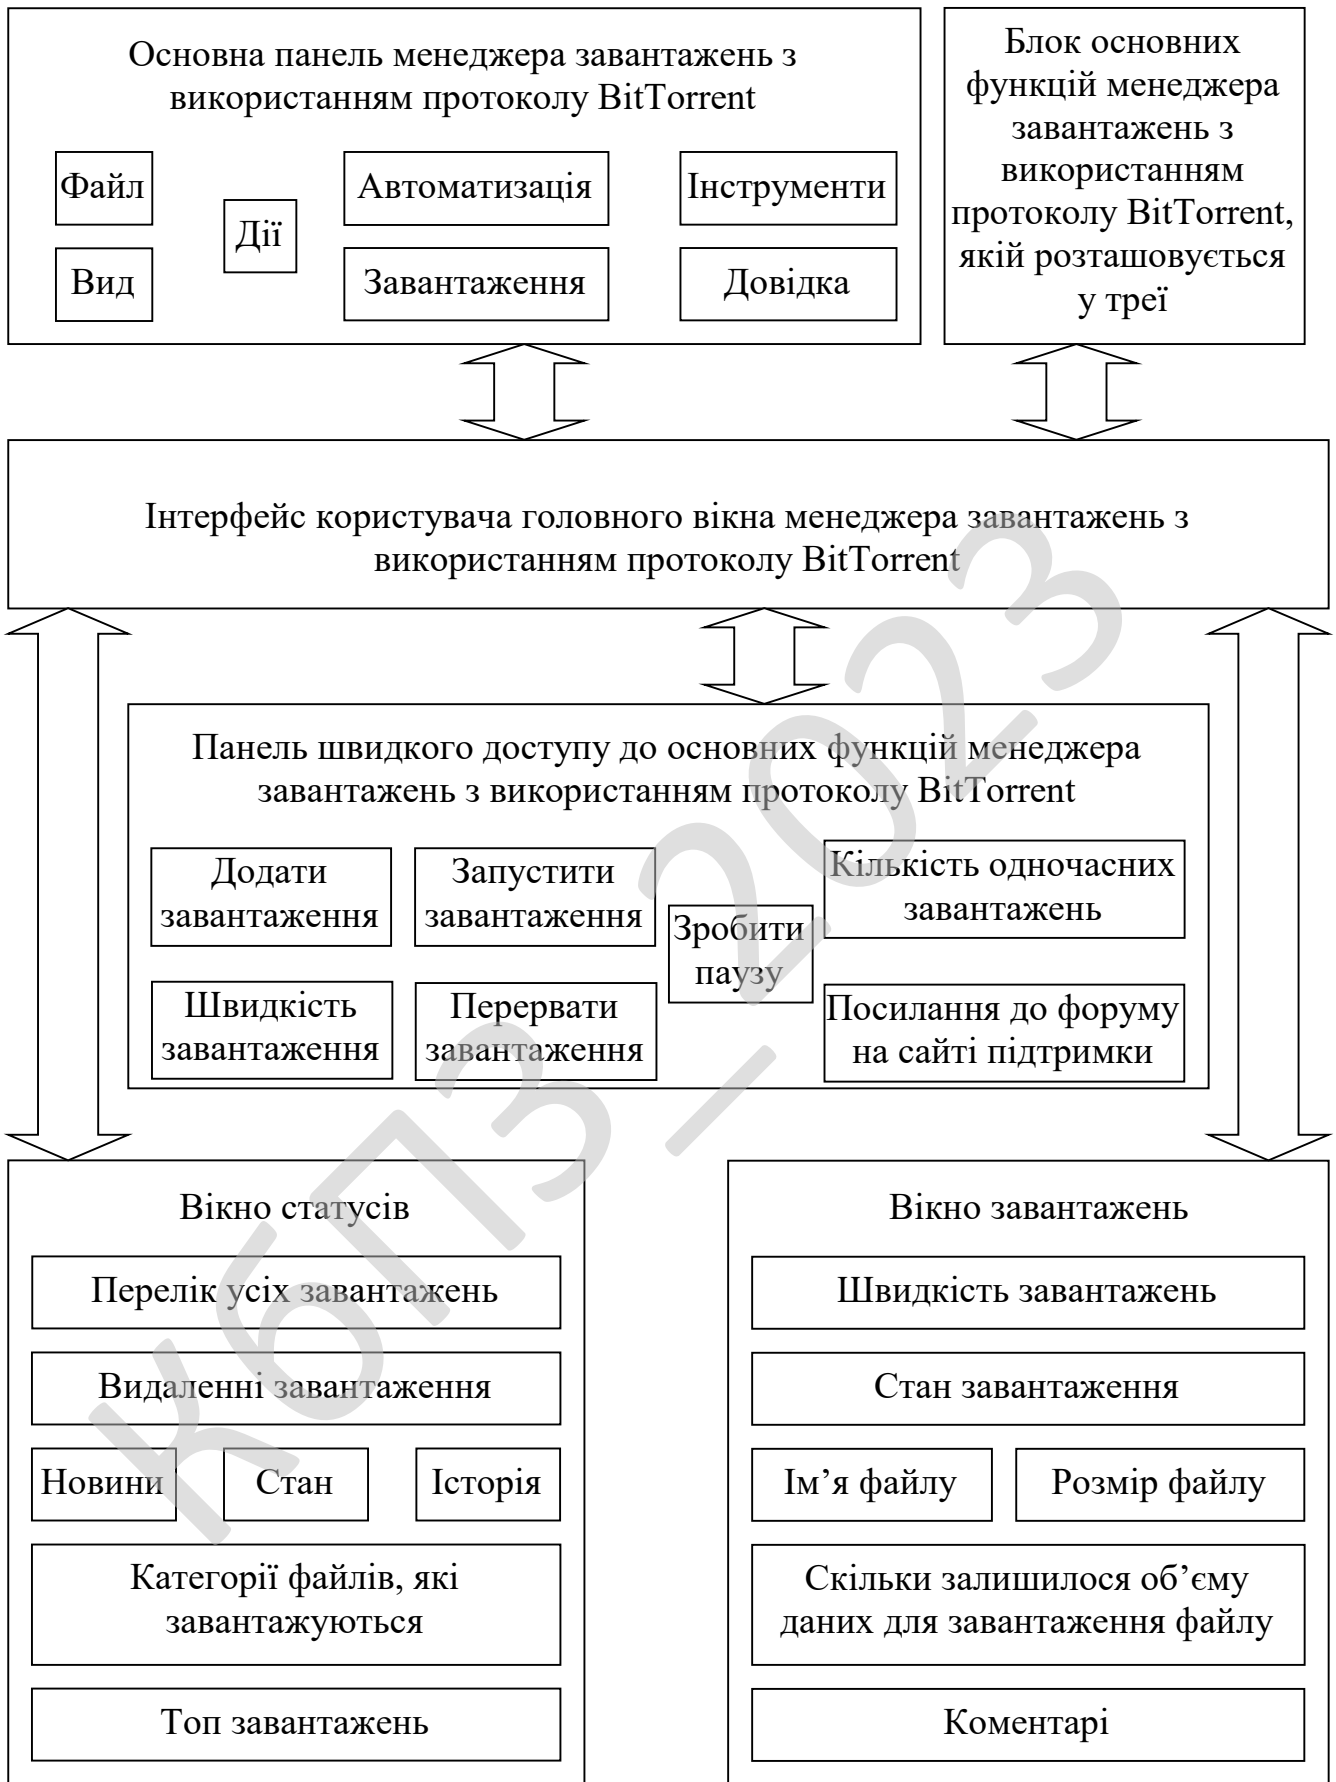 Основна панель менеджера завантажень з
використанням протоколу BitTorrent
Файл
Вид
Дії
Автоматизація
Завантаження
Інструменти
Довідка
Блок основних
функцій менеджера
завантажень з
використанням
протоколу BitTorrent,
якій розташовується
у треї
Інтерфейс користувача головного вікна менеджера завантажень з
використанням протоколу BitTorrent
Панель швидкого доступу до основних функцій менеджера
завантажень з використанням протоколу BitTorrent
Додати
завантаження
Запустити
завантаження
Зробити
паузу
Кількість одночасних
завантажень
Швидкість
завантаження
Перервати
завантаження
Посилання до форуму
на сайті підтримки
Вікно статусів
Перелік усіх завантажень
Видаленні завантаження
Новини
Стан
Історія
Категорії файлів, які
завантажуються
Топ завантажень
Вікно завантажень
Швидкість завантажень
Стан завантаження
Ім’я файлу
Розмір файлу
Скільки залишилося об’єму
даних для завантаження файлу
Коментарі
КбПЗ_2023